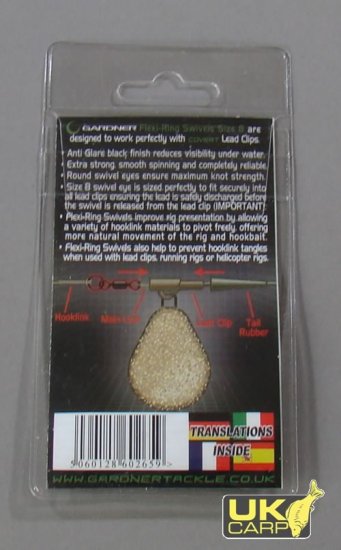 GARDNER Flexi-Ring Swivels Size 8 are
designed to work perfectly with COVERT Lead Clips.
• Anti Glare black finish reduces visibility under water.
• Extra strong, smooth spinning and completely reliable.
• Round swivel eyes ensure maximum knot strength.
• Size 8 swivel eye is sized perfectly to fit securely into
all lead clips ensuring the lead is safely discharged before
the swivel is released from the lead clip (IMPORTANT)
• Flexi-Ring Swivels improve rig presentation by allowing
a variety of hooklink materials to pivot freely, offering
more natural movement of the rig and hookbait.
• Flexi-Ring Swivels also help to prevent hooklink tangles
when used with lead clips, running rigs or helicopter rigs.
Hooklink
Clip
Tail
Rubber
TRANSLATIONS
INSIDE
5060128602659>
WWW.GARDNERTACKLE.CO.UK
UK
CARP